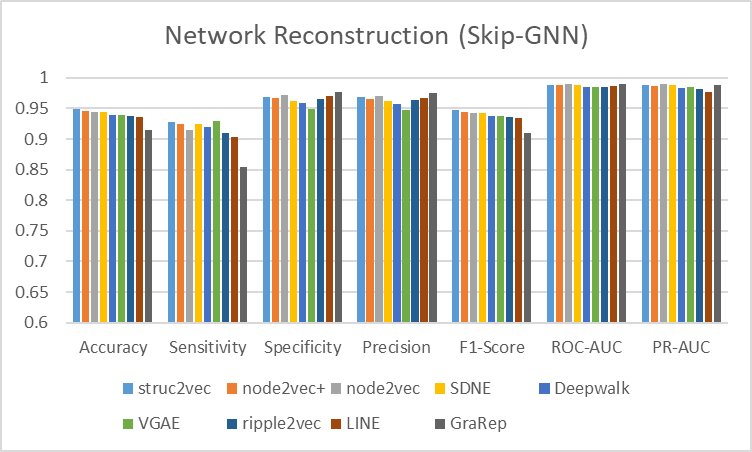 Network Reconstruction (Skip-GNN)
1
0.95
0.9
0.85
0.8
0.75
0.7
0.65
0.6
Accuracy Sensitivity Specificity Precision F1-Score ROC-AUC PR-AUC
struc2vec node2vec+ node2vec SDNE Deepwalk
VGAE ripple2vec LINE GraRep